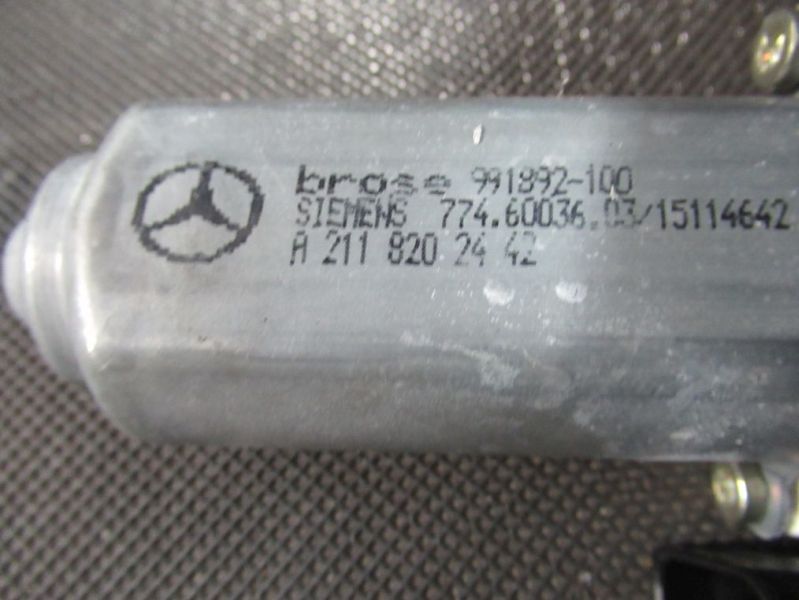 brose 991892-100
SIEMENS 774.60036.03/15114642
A 211 820 24 42